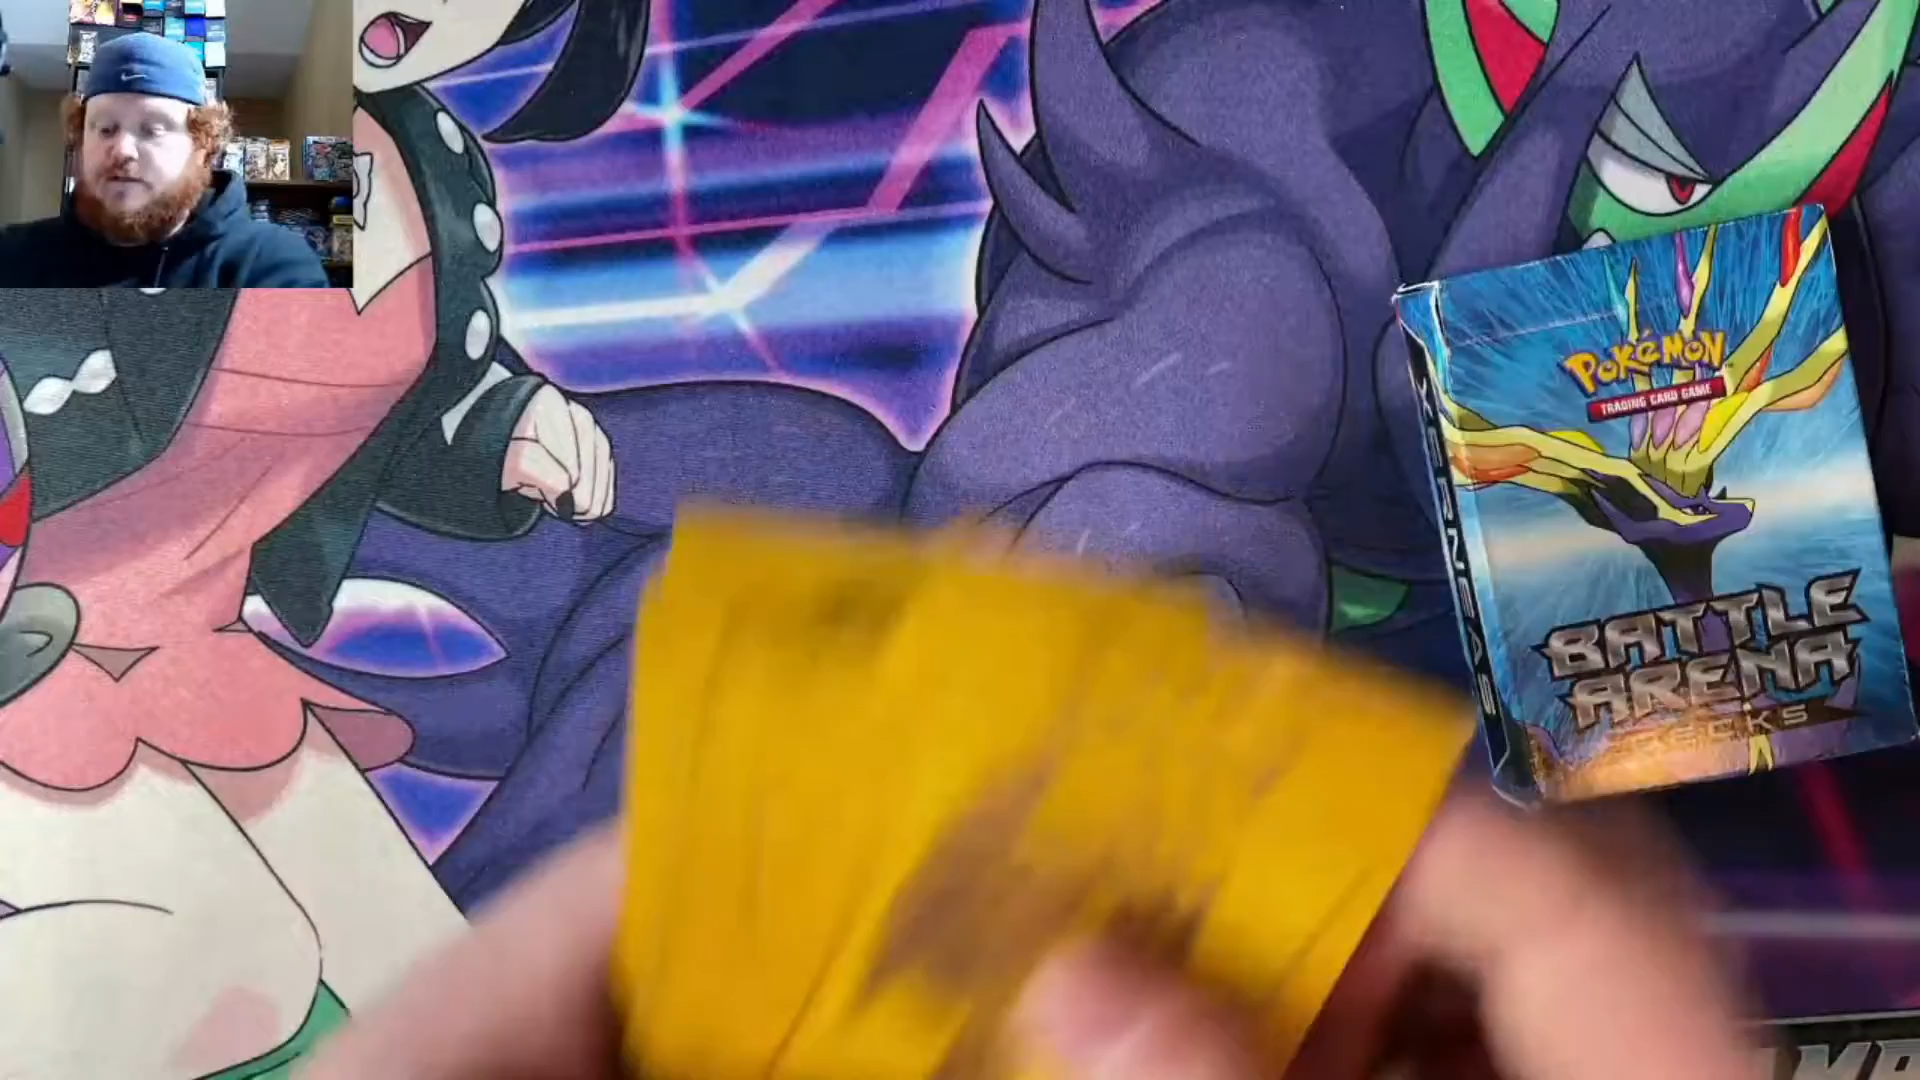 POKéMON
TRADING CARD GAME
XERNEAS
BATTLE
ARENA
DECKS